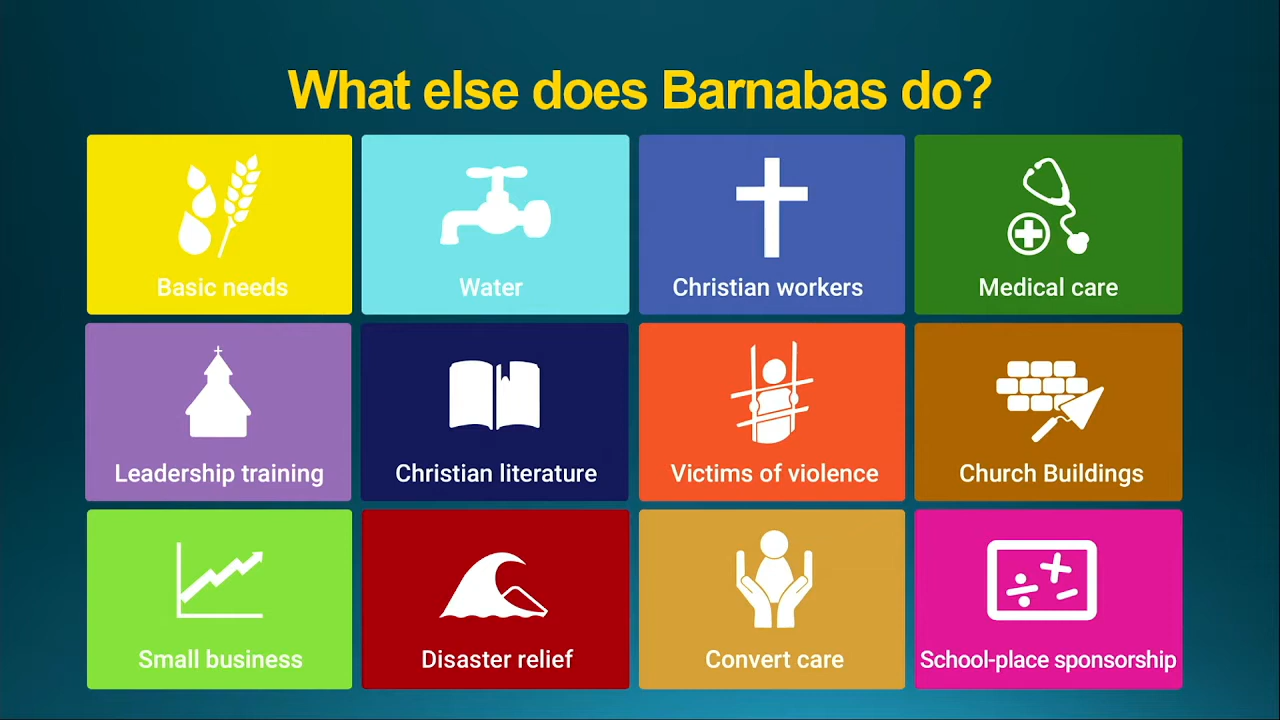 What else does Barnabas do?
Basic needs
Water
Christian workers
Medical care
Leadership training
Christian literature
Victims of violence
Church Buildings
Small business
Disaster relief
Convert care
School-place sponsorship